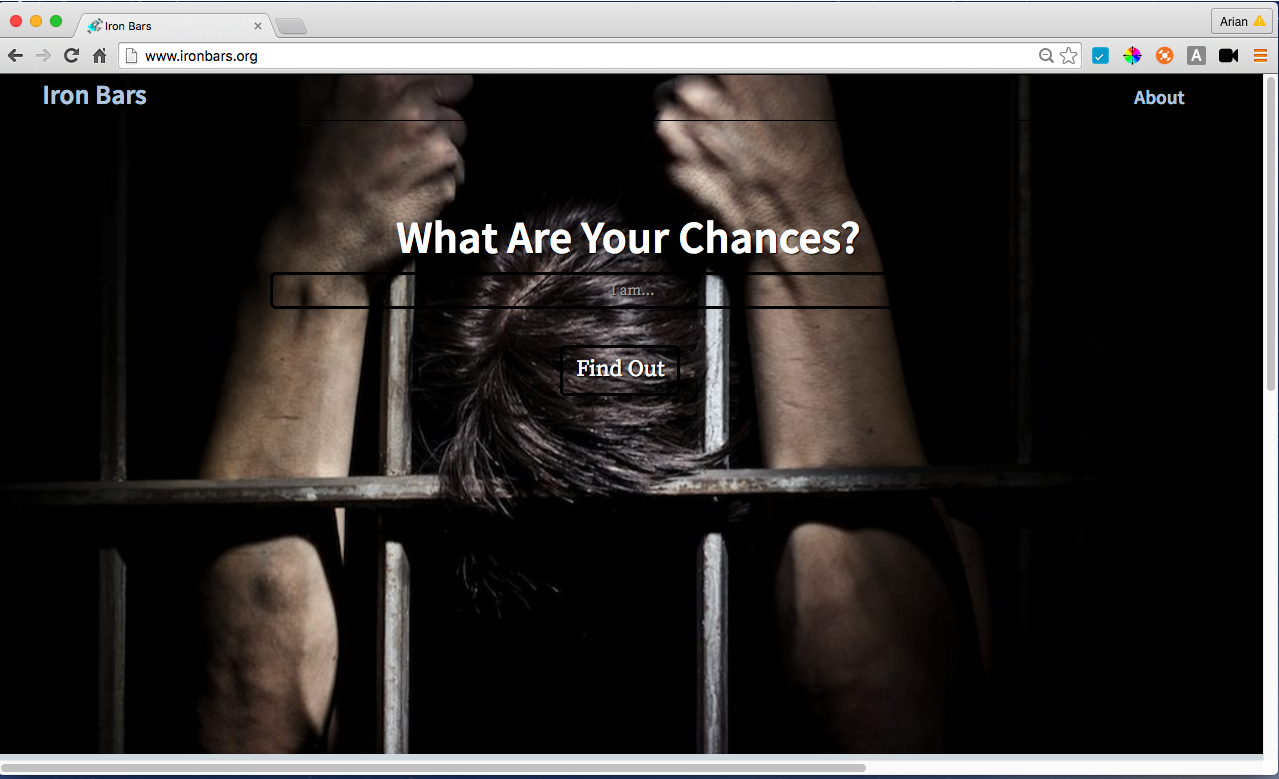 Iron Bars
Arian
www.ironbars.org
A
Iron Bars
About
What Are Your Chances?
I am...
Find Out